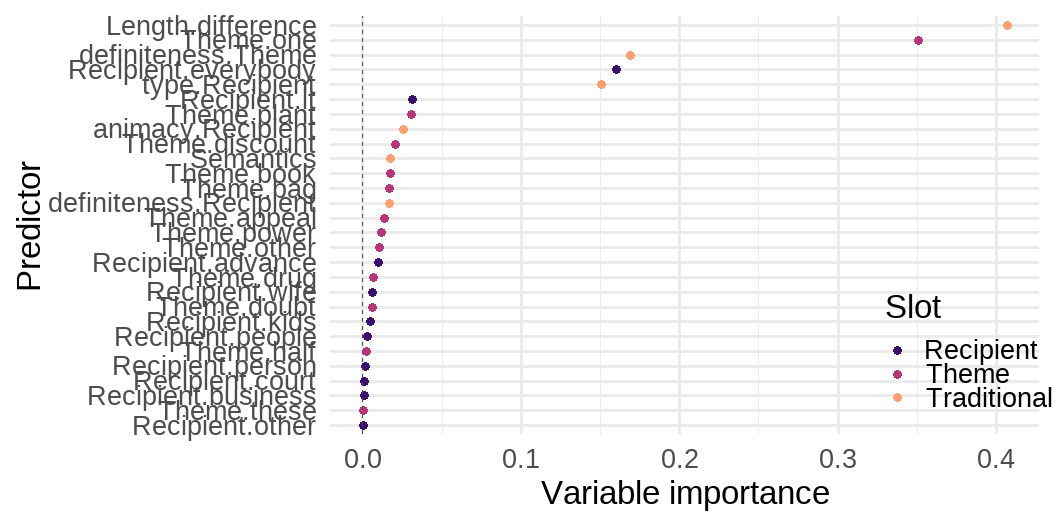 Predictor
Length.difference
Theme.one
definiteness.Theme
Recipient.everybody
type.Recipient
Recipient.it
Theme.plant
animacy.Recipient
Theme.discount
Semantics
Theme.book
Theme.bag
definiteness.Recipient
Theme.appeal
Theme.power
Theme.other
Recipient.advance
Theme.drug
Recipient.wife
Theme.doubt
Recipient.kids
Recipient.people
Theme.half
Recipient.person
Recipient.court
Recipient.business
Theme.these
Recipient.other
Slot
Recipient
Theme
Traditional
0.0 0.1 0.2 0.3 0.4
Variable importance